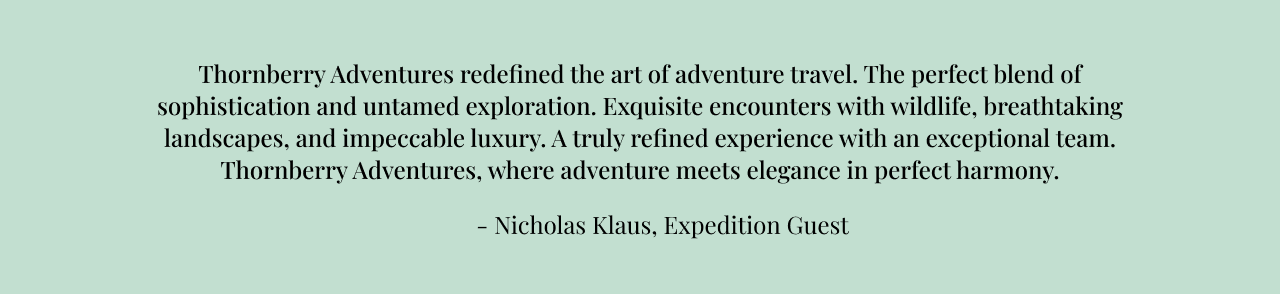 Thornberry Adventures redefined the art of adventure travel. The perfect blend of
sophistication and untamed exploration. Exquisite encounters with wildlife, breathtaking
landscapes, and impeccable luxury. A truly refined experience with an exceptional team.
Thornberry Adventures, where adventure meets elegance in perfect harmony.
- Nicholas Klaus, Expedition Guest